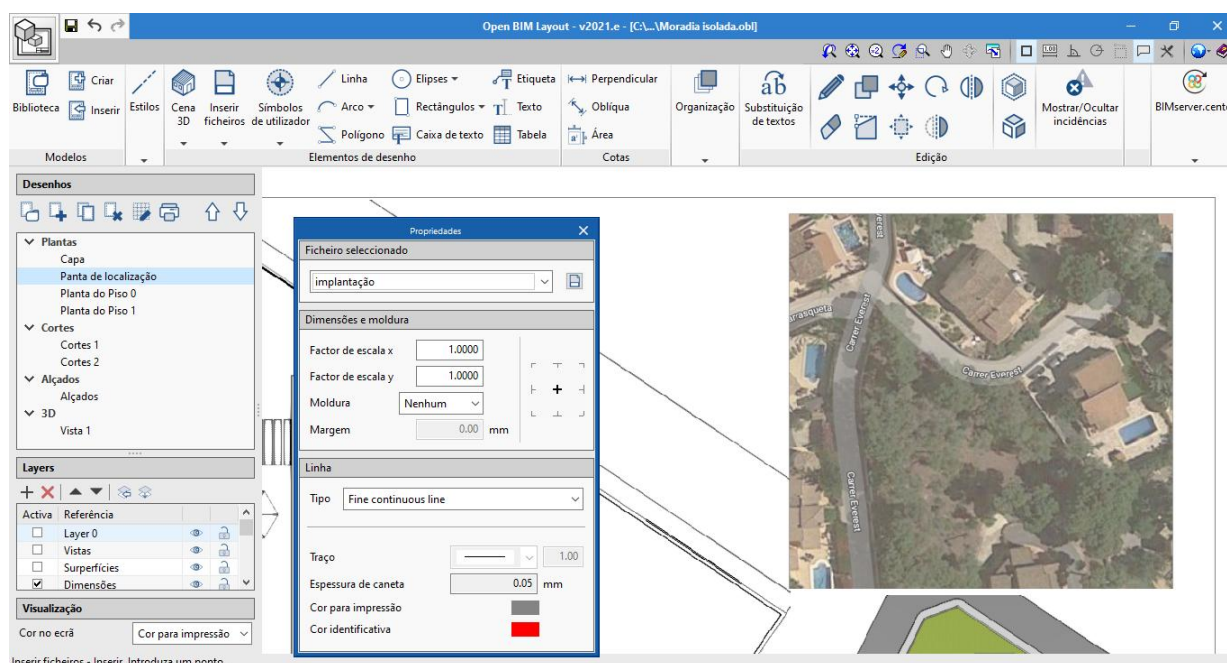 Open BIM Layout - v2021.e - [C:\...\Moradia isolada.obl]
Biblioteca
Criar
Inserir
Modelos
Estilos
Cena 3D
Inserir ficheiros
Símbolos de utilizador
Linha
Arco
Polígono
Elipses
Rectângulos
Caixa de texto
Etiqueta
Texto
Tabela
Elementos de desenho
Perpendicular
Oblíqua
Área
Cotas
Organização
Substituição de textos
Edição
Mostrar/Ocultar incidências
BIMserver.cente
Desenhos
Plantas
Capa
Panta de localização
Planta do Piso 0
Planta do Piso 1
Cortes
Cortes 1
Cortes 2
Alçados
Alçados
3D
Vista 1
Layers
Activa Referência
Layer 0
Vistas
Surperfícies
Dimensões
Visualização
Cor no ecrã Cor para impressão
Inserir ficheiros - Inserir. Introduza um ponto
Propriedades
Ficheiro seleccionado
implantação
Dimensões e moldura
Factor de escala x 1.0000
Factor de escala y 1.0000
Moldura Nenhum
Margem 0.00 mm
Linha
Tipo Fine continuous line
Traço 1.00
Espessura de caneta 0.05 mm
Cor para impressão
Cor identificativa
Everest
Carrer Everest
Carrer Everest
Carrer Everest